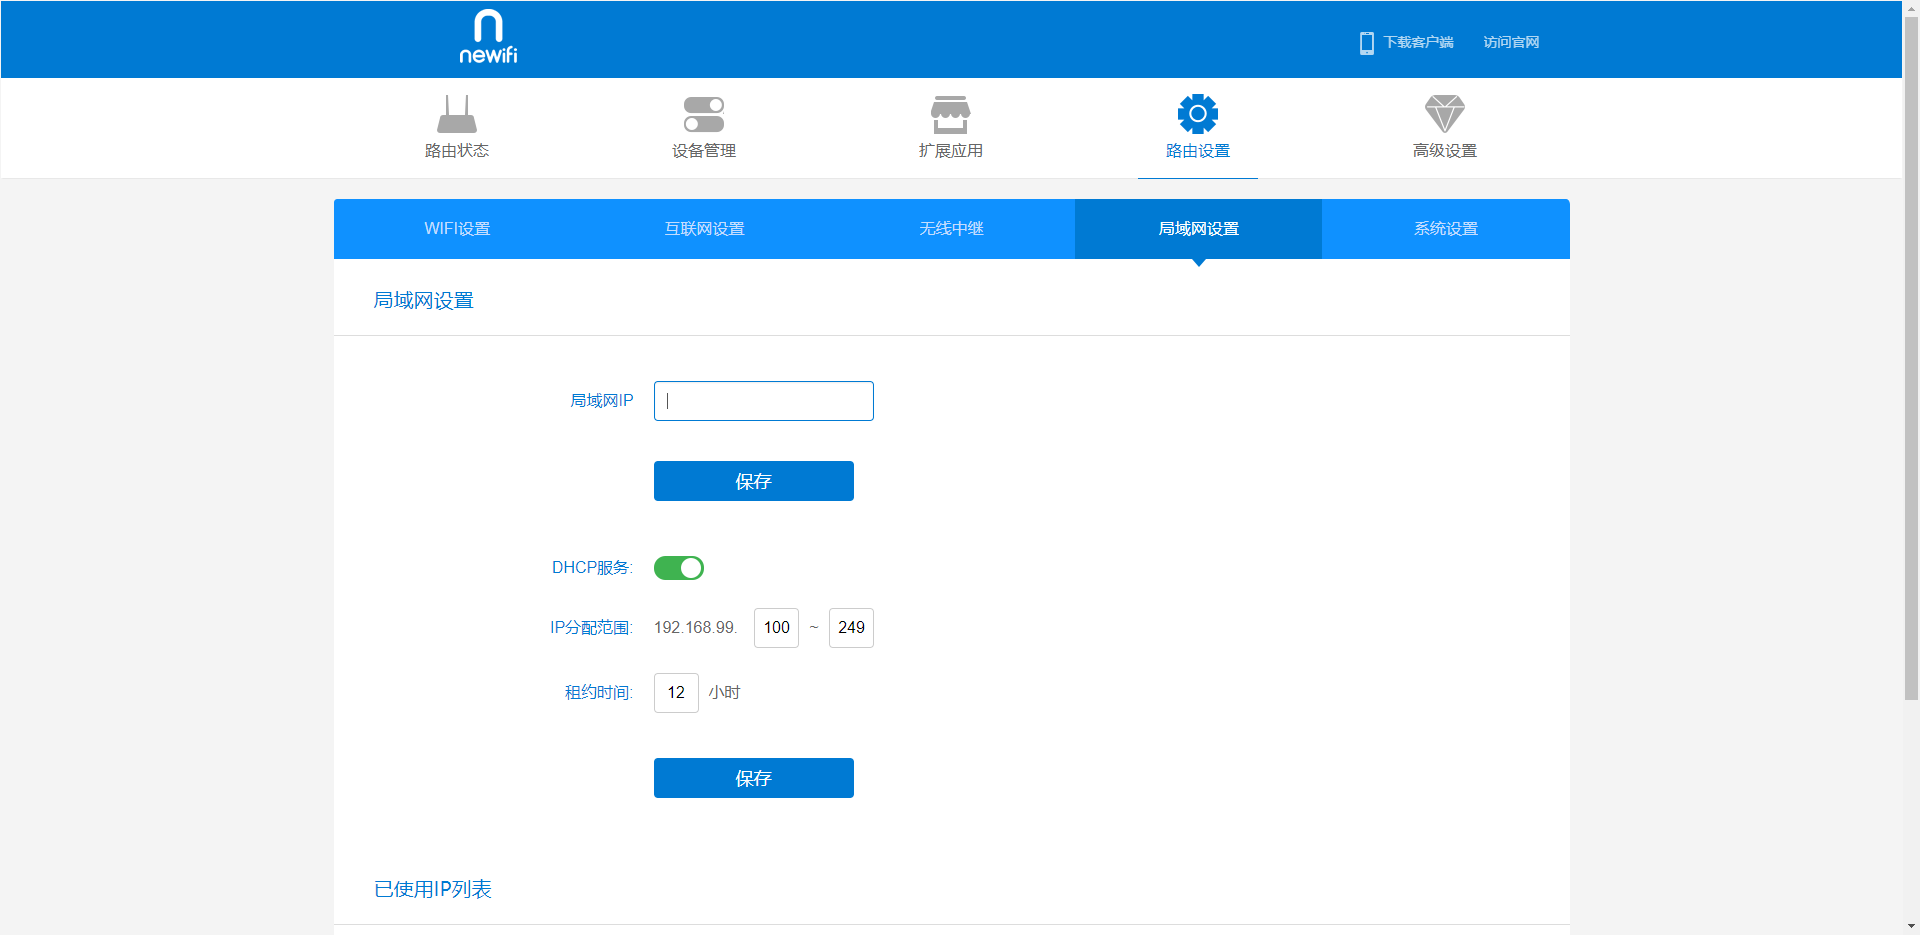 newifi
下载客户端 访问官网
路由状态 设备管理 扩展应用 路由设置 高级设置
WIFI设置 互联网设置 无线中继 局域网设置 系统设置
局域网设置
局域网IP
保存
DHCP服务:
IP分配范围: 192.168.99. 100 ~ 249
租约时间: 12 小时
保存
已使用IP列表